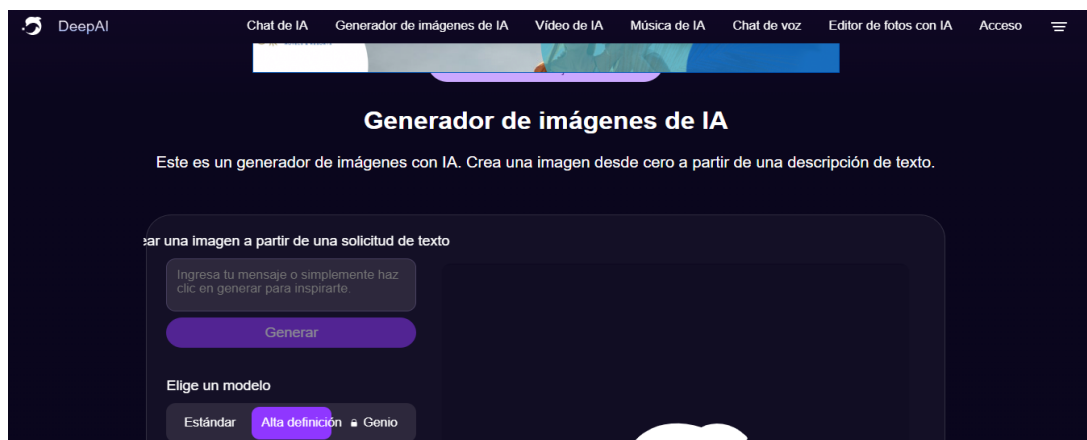 DeepAI
Chat de IA
Generador de imágenes de IA
Vídeo de IA
Música de IA
Chat de voz
Editor de fotos con IA
Acceso
Generador de imágenes de IA
Este es un generador de imágenes con IA. Crea una imagen desde cero a partir de una descripción de texto.
ear una imagen a partir de una solicitud de texto
Ingresa tu mensaje o simplemente haz
clic en generar para inspirarte.
Generar
Elige un modelo
Estándar
Alta definición
Genio